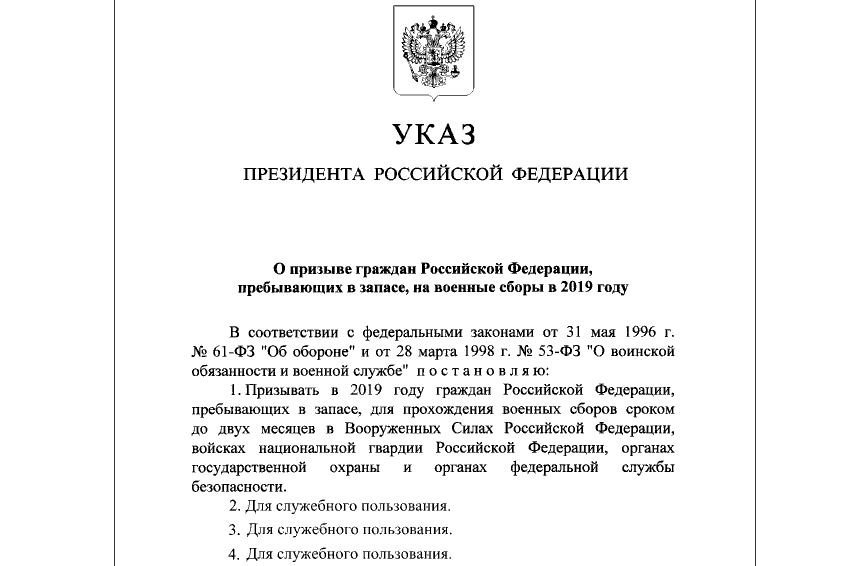 УКАЗ
ПРЕЗИДЕНТА РОССИЙСКОЙ ФЕДЕРАЦИИ
О призыве граждан Российской Федерации,
пребывающих в запасе, на военные сборы в 2019 году
В соответствии с федеральными законами от 31 мая 1996 г.
№ 61-ФЗ "Об обороне" и от 28 марта 1998 г. № 53-ФЗ "О воинской
обязанности и военной службе" п о с т а н о в л я ю:
1. Призывать в 2019 году граждан Российской Федерации,
пребывающих в запасе, для прохождения военных сборов сроком
до двух месяцев в Вооруженных Силах Российской Федерации,
войсках национальной гвардии Российской Федерации, органах
государственной охраны и органах федеральной службы
безопасности.
2. Для служебного пользования.
3. Для служебного пользования.
4. Для служебного пользования.